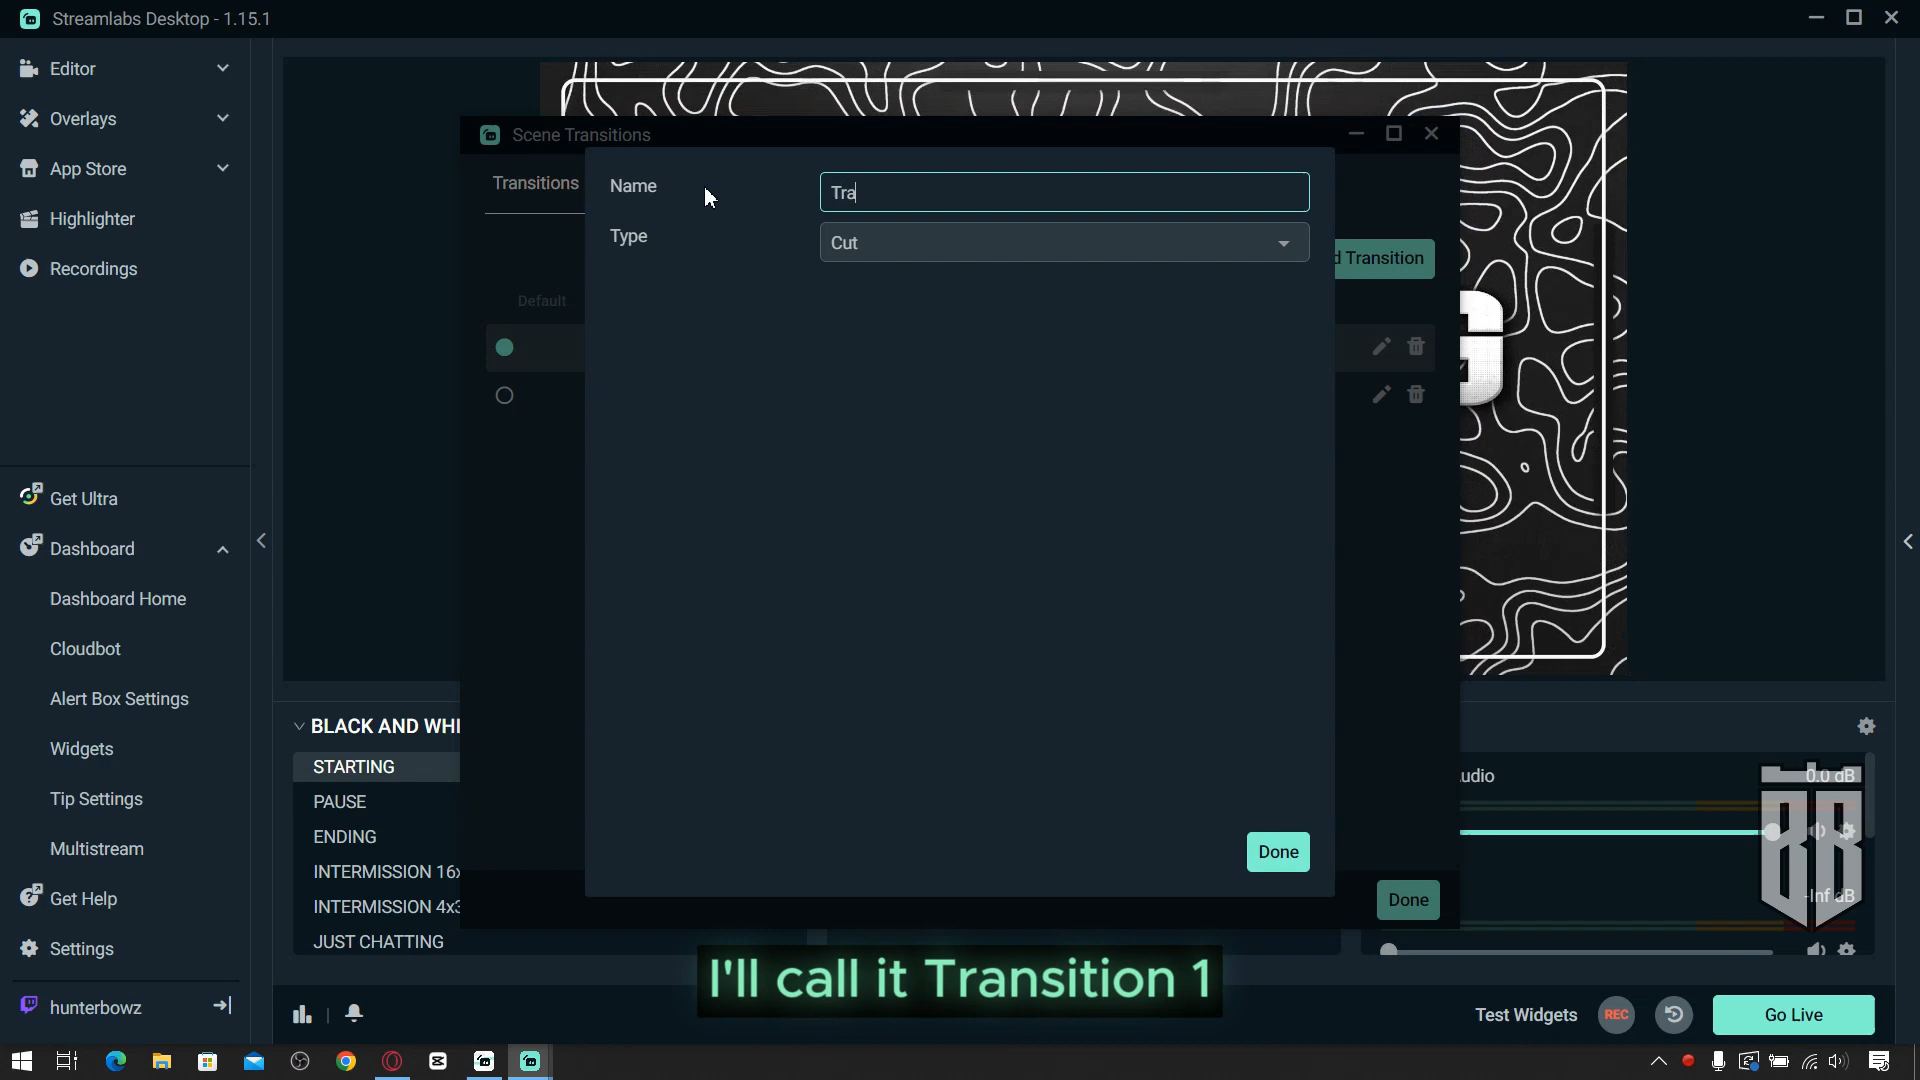 Streamlabs Desktop - 1.15.1
Editor
Overlays
App Store
Highlighter
Recordings
Get Ultra
Dashboard
Dashboard Home
Cloudbot
Alert Box Settings
Widgets
Tip Settings
Multistream
Get Help
Settings
hunterbowz
Scene Transitions
Transitions
Name
Tra
Type
Cut
d Transition
Default
Done
Done
BLACK AND WHI
STARTING
PAUSE
ENDING
INTERMISSION 16x
INTERMISSION 4x3
JUST CHATTING
udio
0.0 dB
-Inf dB
I'll call it Transition 1
Test Widgets
REC
Go Live